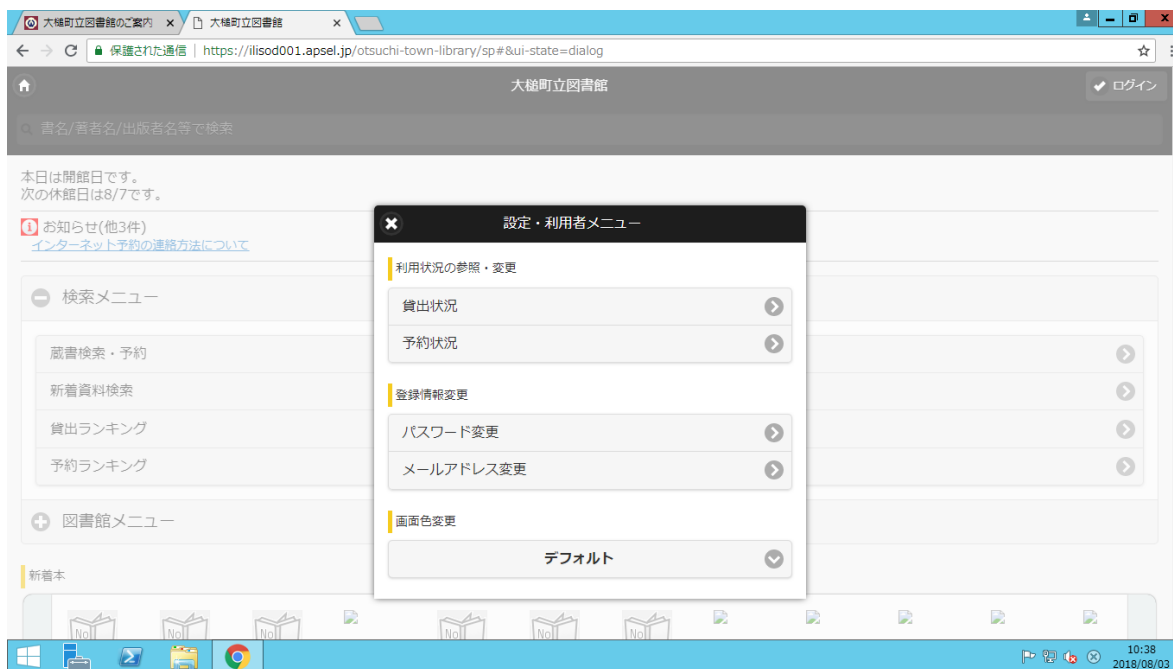 大槌町立図書館のご案内
大槌町立図書館
保護された通信 | https://ilisod001.apsel.jp/otsuchi-town-library/sp#&ui-state=dialog
大槌町立図書館
ログイン
書名/著者名/出版者名等で検索
本日は開館日です。
次の休館日は8/7です。
お知らせ(他3件)
インターネット予約の連絡方法について
検索メニュー
蔵書検索・予約
新着資料検索
貸出ランキング
予約ランキング
図書館メニュー
新着本
設定・利用者メニュー
利用状況の参照・変更
貸出状況
予約状況
登録情報変更
パスワード変更
メールアドレス変更
画面色変更
デフォルト
No
No
No
No
No
No
10:38
2018/08/03